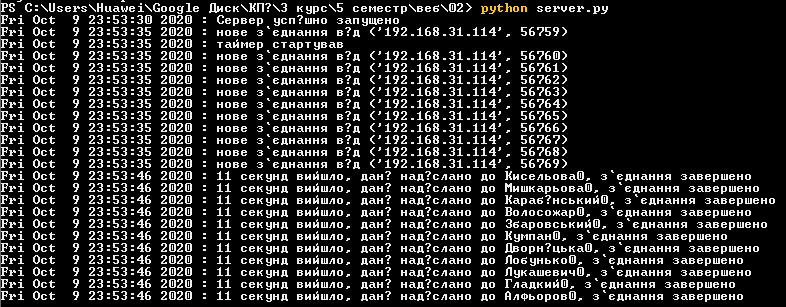 PS C:\Users\Huawei\Google Диск\КП?\3 курс\5 семестр\веб\02> python server.py
Fri Oct  9 23:53:30 2020 : Сервер усп?шно запущено
Fri Oct  9 23:53:35 2020 : нове з`єднання в?д ('192.168.31.114', 56759)
Fri Oct  9 23:53:35 2020 : таймер стартував
Fri Oct  9 23:53:35 2020 : нове з`єднання в?д ('192.168.31.114', 56760)
Fri Oct  9 23:53:35 2020 : нове з`єднання в?д ('192.168.31.114', 56761)
Fri Oct  9 23:53:35 2020 : нове з`єднання в?д ('192.168.31.114', 56762)
Fri Oct  9 23:53:35 2020 : нове з`єднання в?д ('192.168.31.114', 56763)
Fri Oct  9 23:53:35 2020 : нове з`єднання в?д ('192.168.31.114', 56764)
Fri Oct  9 23:53:35 2020 : нове з`єднання в?д ('192.168.31.114', 56765)
Fri Oct  9 23:53:35 2020 : нове з`єднання в?д ('192.168.31.114', 56766)
Fri Oct  9 23:53:35 2020 : нове з`єднання в?д ('192.168.31.114', 56767)
Fri Oct  9 23:53:35 2020 : нове з`єднання в?д ('192.168.31.114', 56768)
Fri Oct  9 23:53:35 2020 : нове з`єднання в?д ('192.168.31.114', 56769)
Fri Oct  9 23:53:46 2020 : 11 секунд вийшло, дан? над?слано до Кисельова0, з`єднання завершено
Fri Oct  9 23:53:46 2020 : 11 секунд вийшло, дан? над?слано до Мишкарьова0, з`єднання завершено
Fri Oct  9 23:53:46 2020 : 11 секунд вийшло, дан? над?слано до Караб?нський0, з`єднання завершено
Fri Oct  9 23:53:46 2020 : 11 секунд вийшло, дан? над?слано до Волосожар0, з`єднання завершено
Fri Oct  9 23:53:46 2020 : 11 секунд вийшло, дан? над?слано до Збаровський0, з`єднання завершено
Fri Oct  9 23:53:46 2020 : 11 секунд вийшло, дан? над?слано до Кумпан0, з`єднання завершено
Fri Oct  9 23:53:46 2020 : 11 секунд вийшло, дан? над?слано до Дворн?цьк0, з`єднання завершено
Fri Oct  9 23:53:46 2020 : 11 секунд вийшло, дан? над?слано до Лобунько0, з`єднання завершено
Fri Oct  9 23:53:46 2020 : 11 секунд вийшло, дан? над?слано до Лукашевич0, з`єднання завершено
Fri Oct  9 23:53:46 2020 : 11 секунд вийшло, дан? над?слано до Гладкий0, з`єднання завершено
Fri Oct  9 23:53:46 2020 : 11 секунд вийшло, дан? над?слано до Алфьоров0, з`єднання завершено